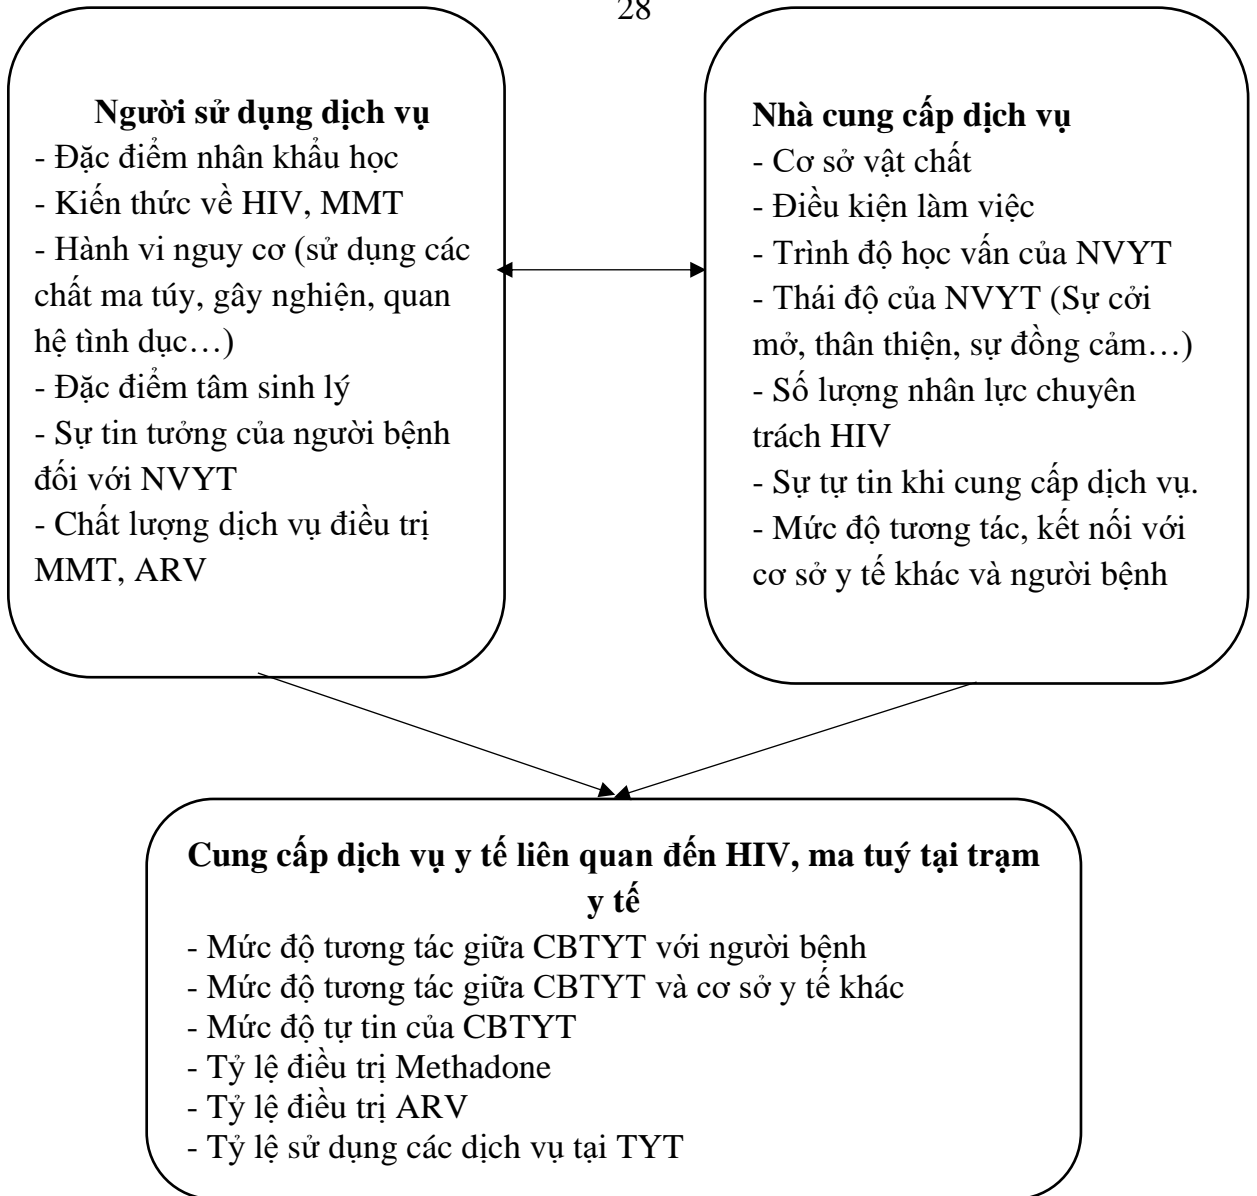 28
Người sử dụng dịch vụ
- Đặc điểm nhân khẩu học
- Kiến thức về HIV, MMT
- Hành vi nguy cơ (sử dụng các
chất ma túy, gây nghiện, quan
hệ tình dục…)
- Đặc điểm tâm sinh lý
- Sự tin tưởng của người bệnh
đối với NVYT
- Chất lượng dịch vụ điều trị
MMT, ARV
Nhà cung cấp dịch vụ
- Cơ sở vật chất
- Điều kiện làm việc
- Trình độ học vấn của NVYT
- Thái độ của NVYT (Sự cởi
mở, thân thiện, sự đồng cảm…)
- Số lượng nhân lực chuyên
trách HIV
- Sự tự tin khi cung cấp dịch vụ.
- Mức độ tương tác, kết nối với
cơ sở y tế khác và người bệnh
Cung cấp dịch vụ y tế liên quan đến HIV, ma tuý tại trạm
y tế
- Mức độ tương tác giữa CBTYT với người bệnh
- Mức độ tương tác giữa CBTYT và cơ sở y tế khác
- Mức độ tự tin của CBTYT
- Tỷ lệ điều trị Methadone
- Tỷ lệ điều trị ARV
- Tỷ lệ sử dụng các dịch vụ tại TYT